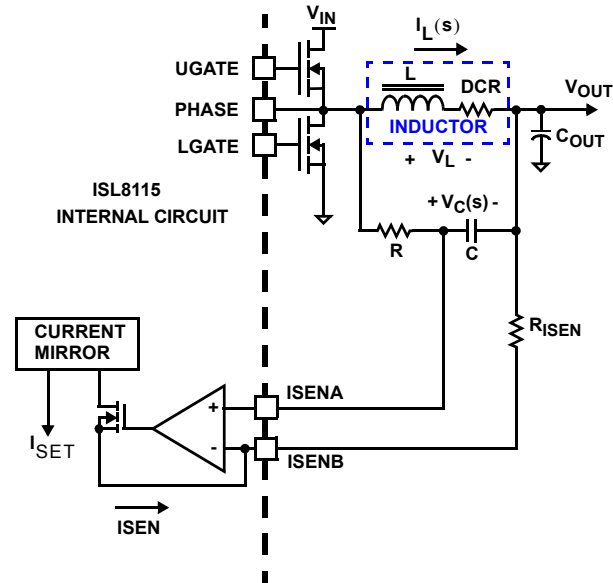 VIN
IL(s)
UGATE
L
DCR
VOUT
PHASE
INDUCTOR
COUT
LGATE
+ VL -
ISL8115
INTERNAL CIRCUIT
+ VC(s) -
R
C
RISEN
CURRENT
MIRROR
ISENA
+
ISET
-
ISENB
ISEN